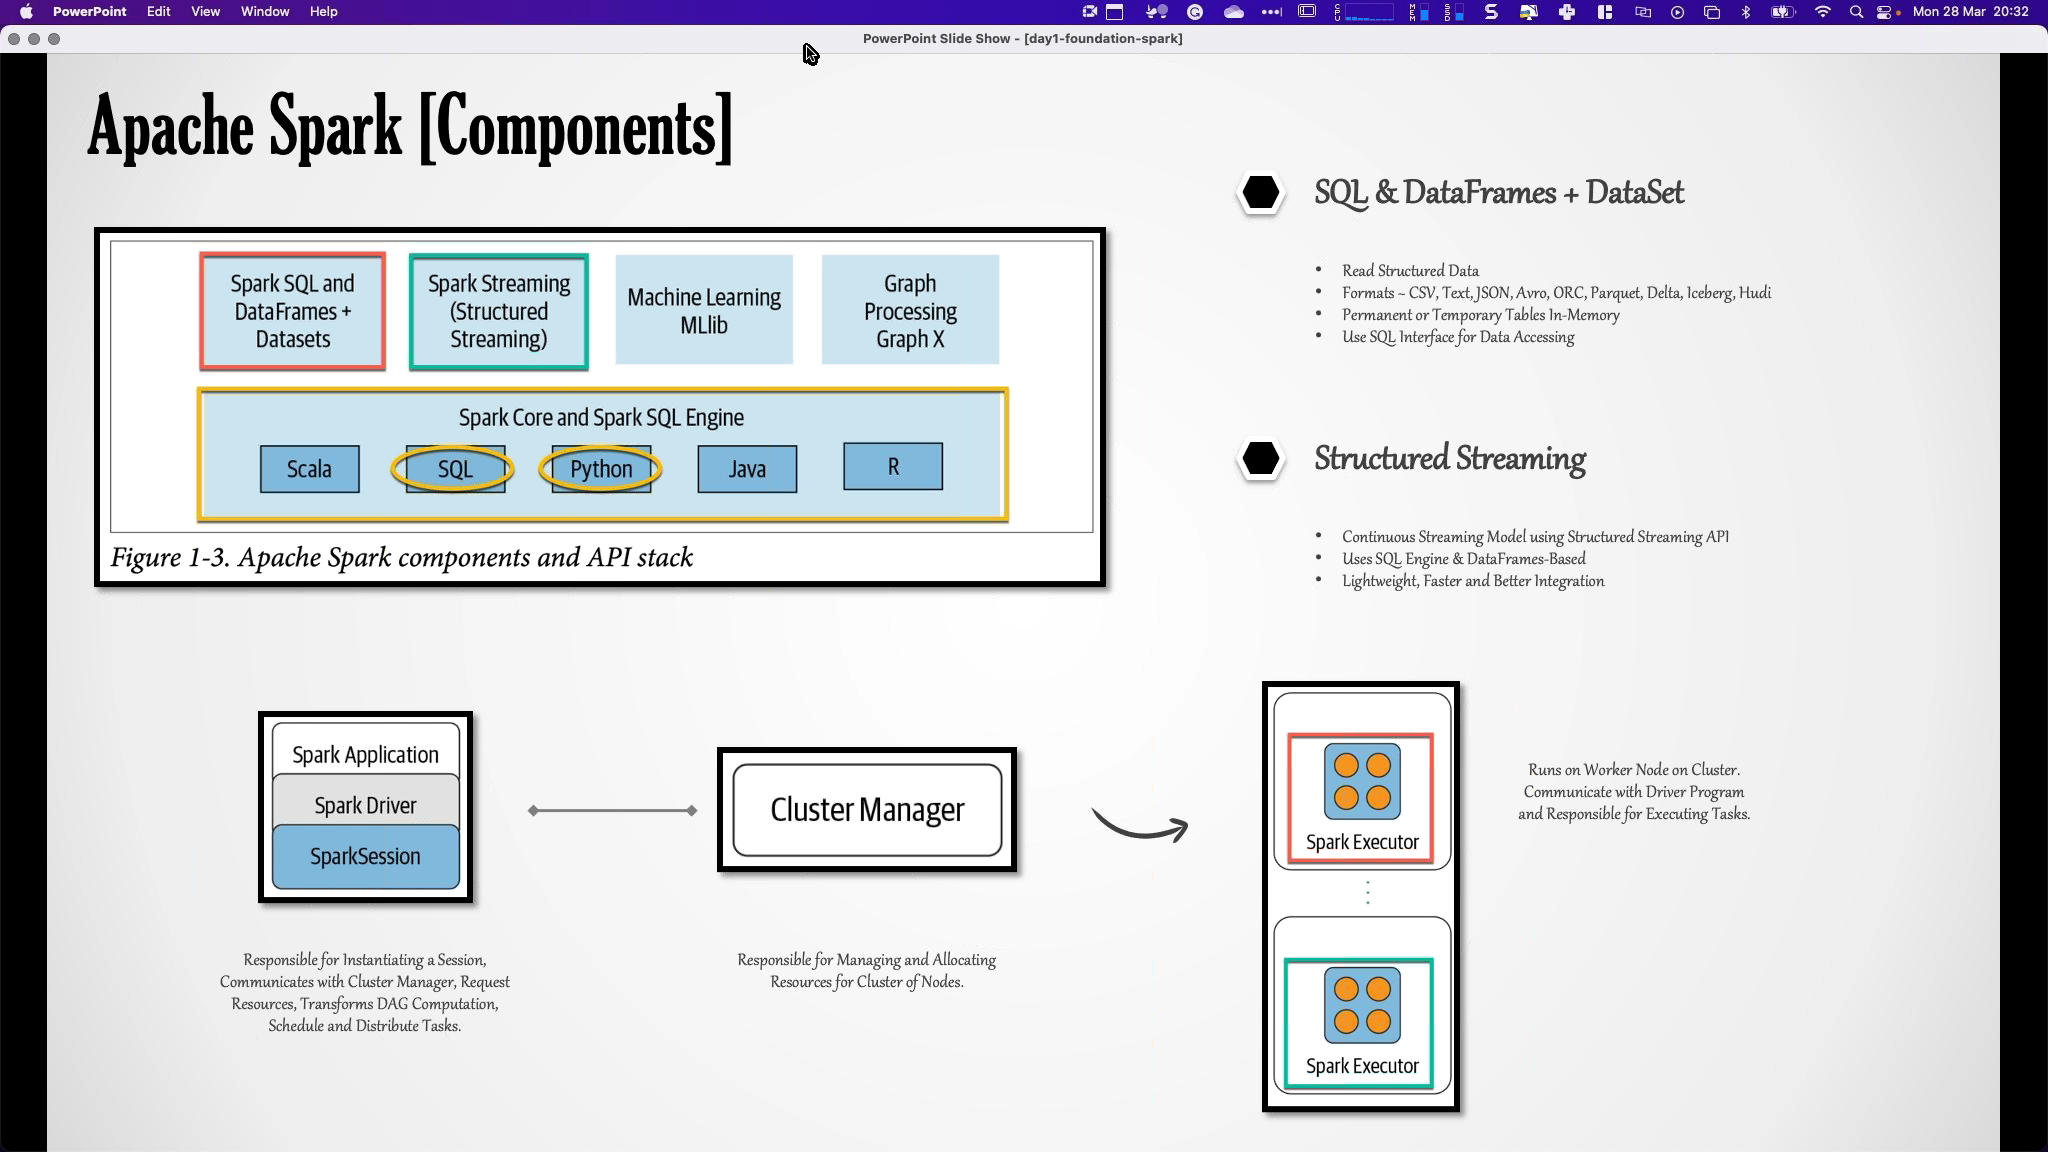 PowerPoint Edit View Window Help
Mon 28 Mar 20:32
PowerPoint Slide Show - [day1-foundation-spark]
Apache Spark [Components]
Spark SQL and
DataFrames +
Datasets
Spark Streaming
(Structured
Streaming)
Machine Learning
MLlib
Graph
Processing
Graph X
Spark Core and Spark SQL Engine
Scala
SQL
Python
Java
R
Figure 1-3. Apache Spark components and API stack
SQL & DataFrames + DataSet
• Read Structured Data
• Formats ~ CSV, Text, JSON, Avro, ORC, Parquet, Delta, Iceberg, Hudi
• Permanent or Temporary Tables In-Memory
• Use SQL Interface for Data Accessing
Structured Streaming
• Continuous Streaming Model using Structured Streaming API
• Uses SQL Engine & DataFrames-Based
• Lightweight, Faster and Better Integration
Spark Application
Spark Driver
SparkSession
Responsible for Instantiating a Session,
Communicates with Cluster Manager, Request
Resources, Transforms DAG Computation,
Schedule and Distribute Tasks.
Cluster Manager
Responsible for Managing and Allocating
Resources for Cluster of Nodes.
Spark Executor
Spark Executor
Runs on Worker Node on Cluster.
Communicate with Driver Program
and Responsible for Executing Tasks.